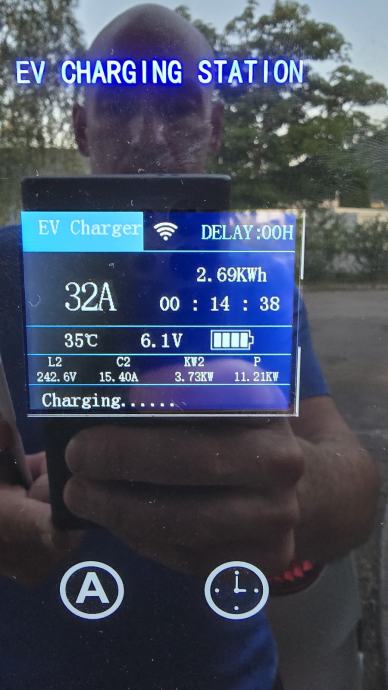 EV CHARGING STATION
EV Charger DELAY:00H
2.69KWh
32A 00 : 14 : 38
35℃ 6.1V
L2 C2 KW2 P
242.6V 15.40A 3.73KW 11.21KW
Charging......
A